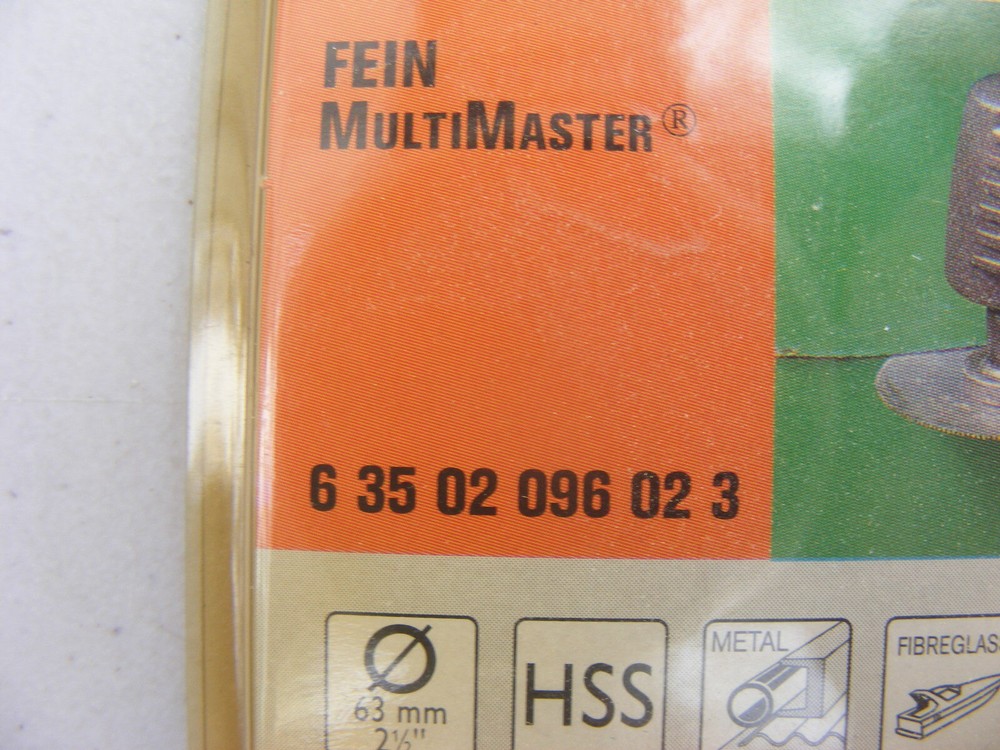 FEIN
MULTIMASTER®
6 35 02 096 02 3
Ø
63 mm
2½"
HSS
METAL
FIBREGLAS